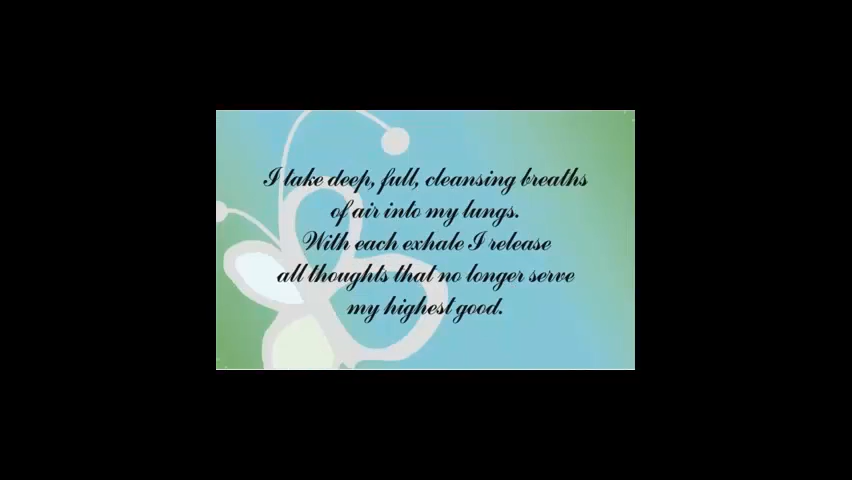 I take deep, full, cleansing breaths
of air into my lungs.
With each exhale I release
all thoughts that no longer serve
my highest good.